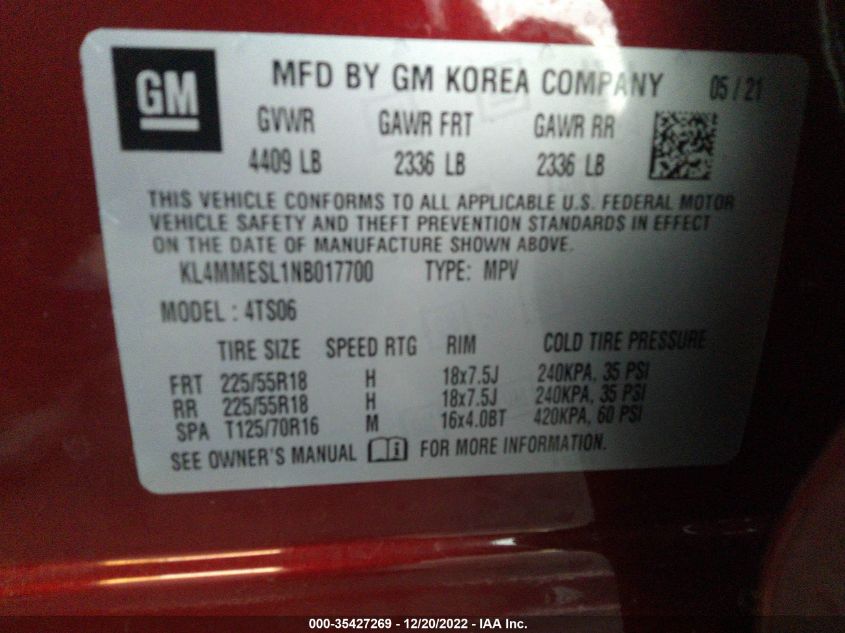 GM
MFD BY GM KOREA COMPANY 05/21
GVWR GAWR FRT GAWR RR
4409 LB 2336 LB 2336 LB
THIS VEHICLE CONFORMS TO ALL APPLICABLE U.S. FEDERAL MOTOR
VEHICLE SAFETY AND THEFT PREVENTION STANDARDS IN EFFECT
ON THE DATE OF MANUFACTURE SHOWN ABOVE.
KL4MMESL1NB017700 TYPE: MPV
MODEL : 4TS06
TIRE SIZE SPEED RTG RIM COLD TIRE PRESSURE
FRT 225/55R18 H 18x7.5J 240KPA, 35 PSI
RR 225/55R18 H 18x7.5J 240KPA, 35 PSI
SPA T125/70R16 M 16x4.0BT 420KPA, 60 PSI
SEE OWNER'S MANUAL i FOR MORE INFORMATION.
000-35427269 - 12/20/2022 - IAA Inc.